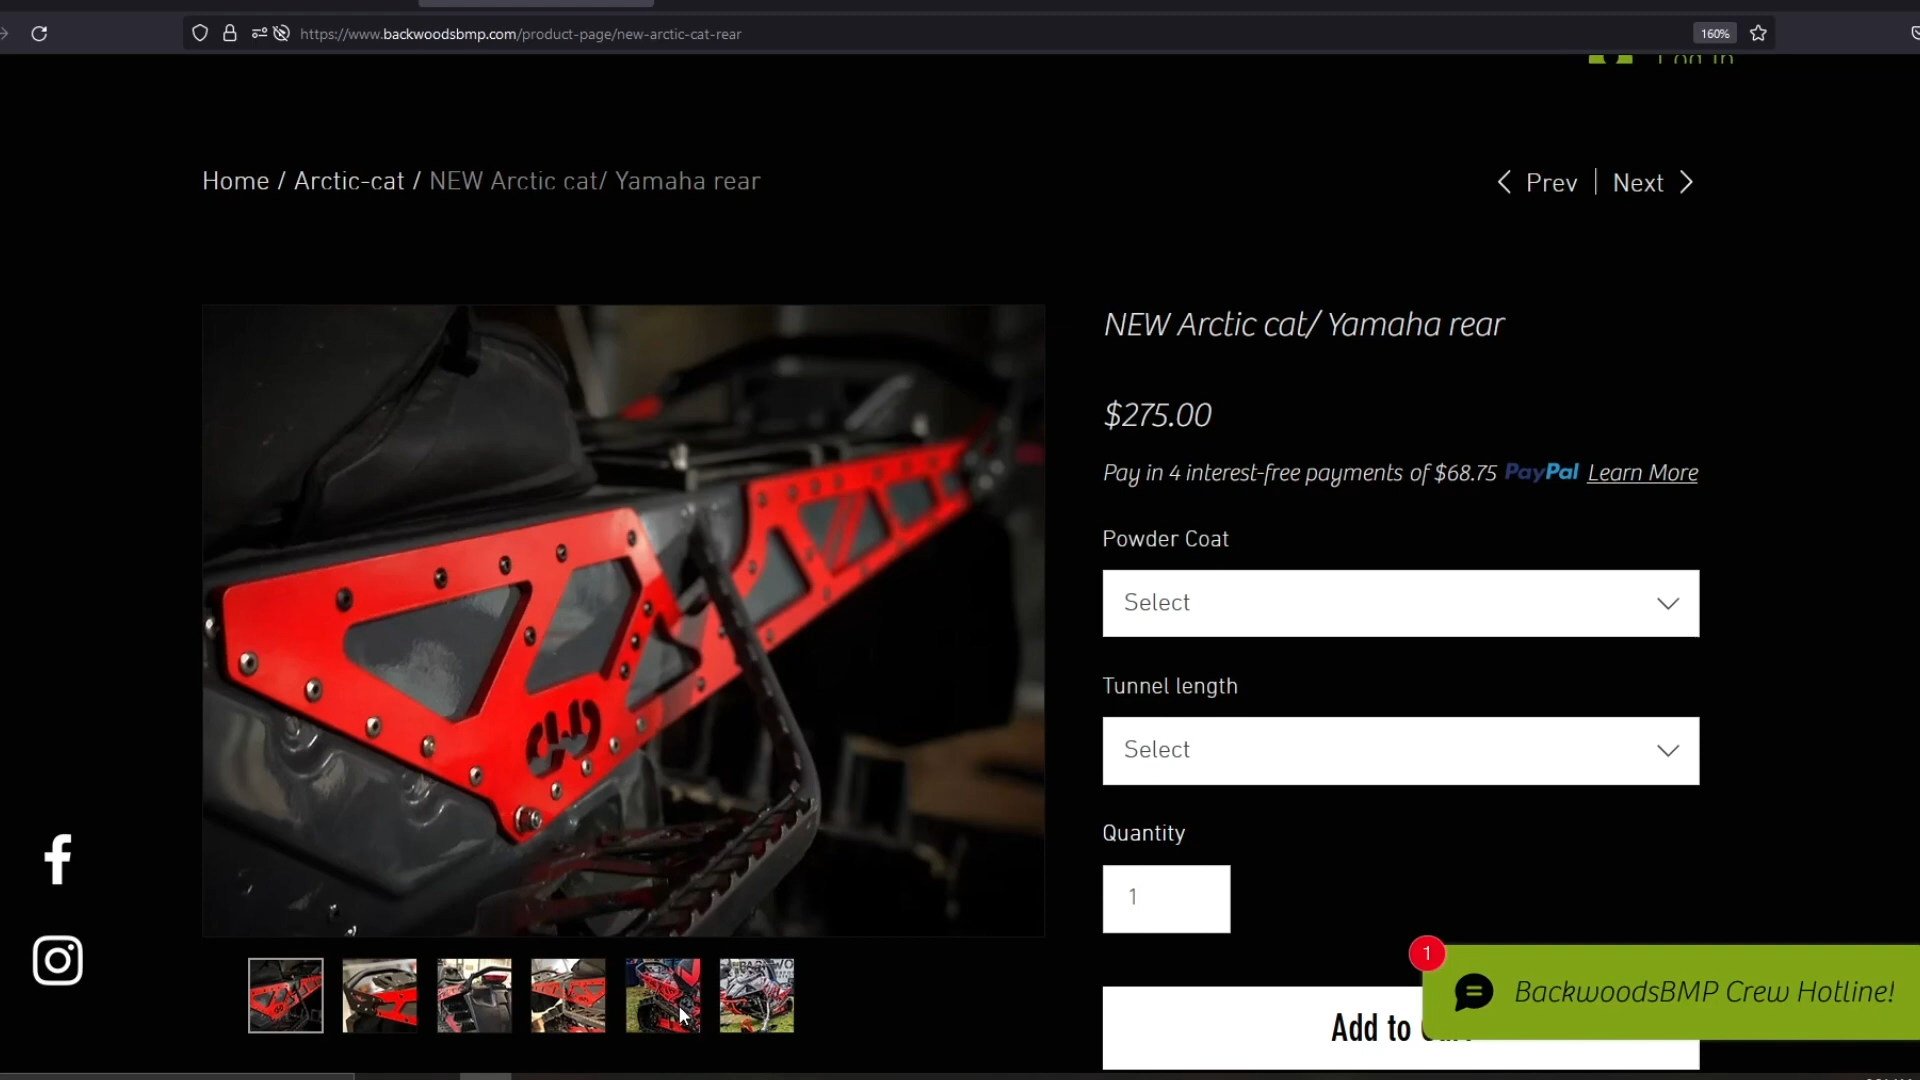 https://www.backwoodsbmp.com/product-page/new-arctic-cat-rear
160%
Log In
Home / Arctic-cat / NEW Arctic cat/ Yamaha rear
Prev | Next
NEW Arctic cat/ Yamaha rear
$275.00
Pay in 4 interest-free payments of $68.75 PayPal Learn More
Powder Coat
Select
Tunnel length
Select
Quantity
1
1
BackwoodsBMP Crew Hotline!
Add to